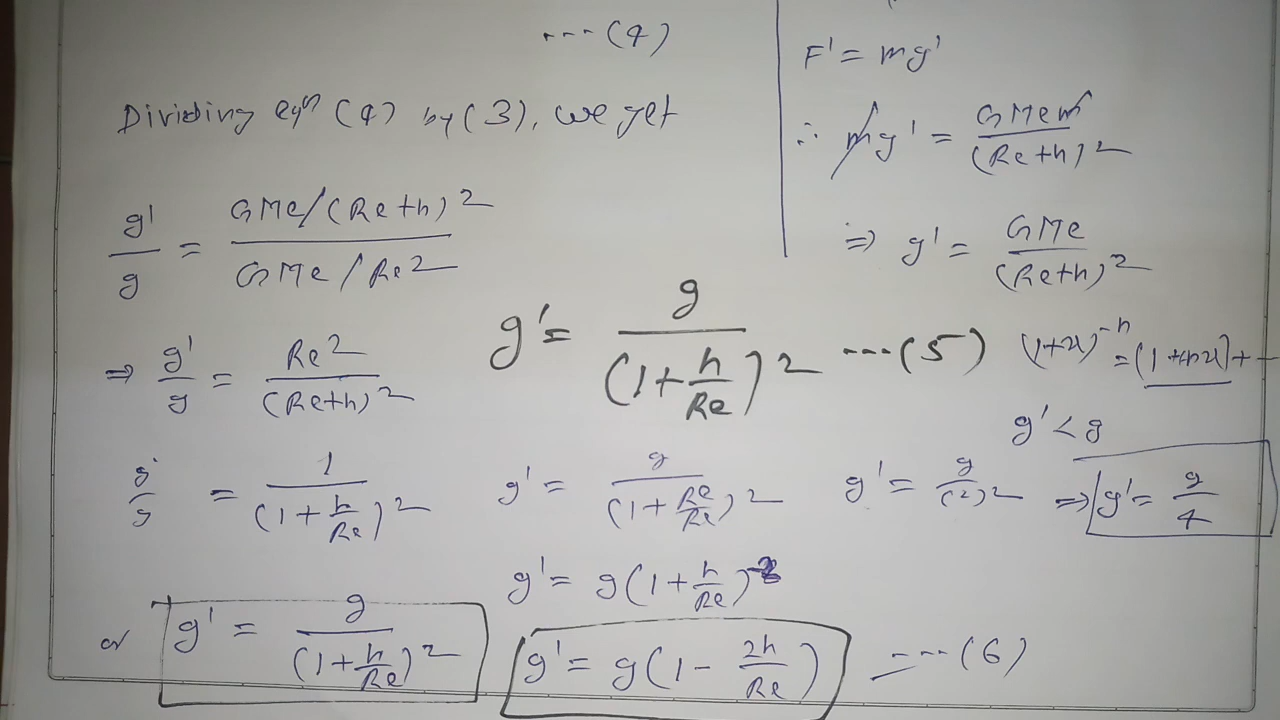 ---(4)
Dividing eqn (4) by (3), we get
g'/g = GMe/(Re+h)2 / GMe/Re2
⇒ g'/g = Re2/(Re+h)2
g'/g = 1/(1+h/Re)2
or g' = g/(1+h/Re)2
F' = mg'
∴ mg' = GMem/(Re+h)2
⇒ g' = GMe/(Re+h)2
g' = g/(1+h/Re)2 ---(5)
(1+x)-n = (1+nx)+--
g' < g
g' = g/(1+Re/Re)2 g' = g/(2)2 ⇒ g' = g/4
g' = g(1+h/Re)-2
g' = g(1-2h/Re) ---(6)